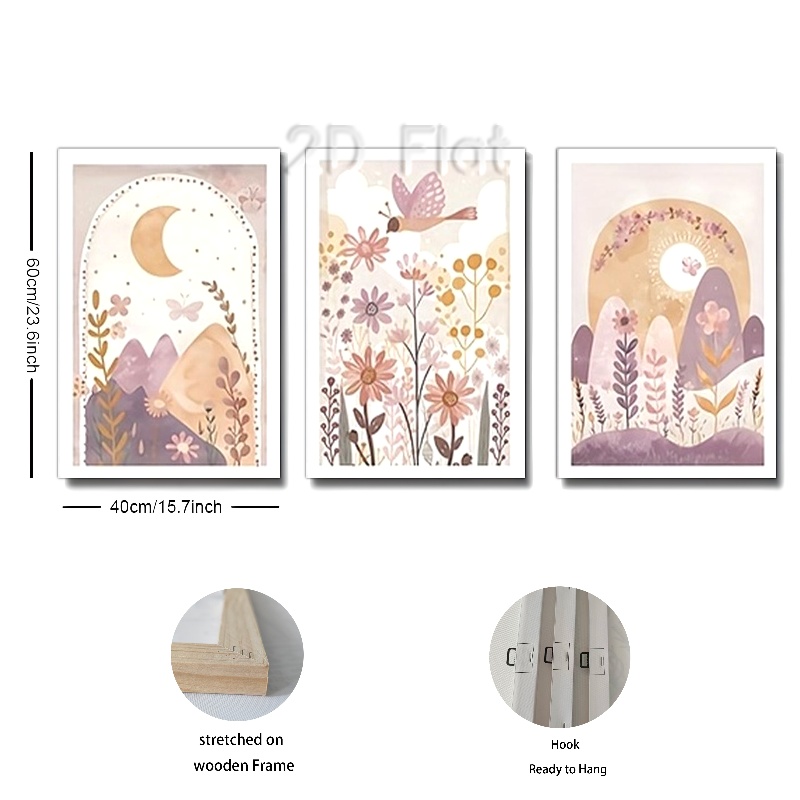 2D Flat
60cm/23.6inch
40cm/15.7inch
stretched on
wooden Frame
Hook
Ready to Hang